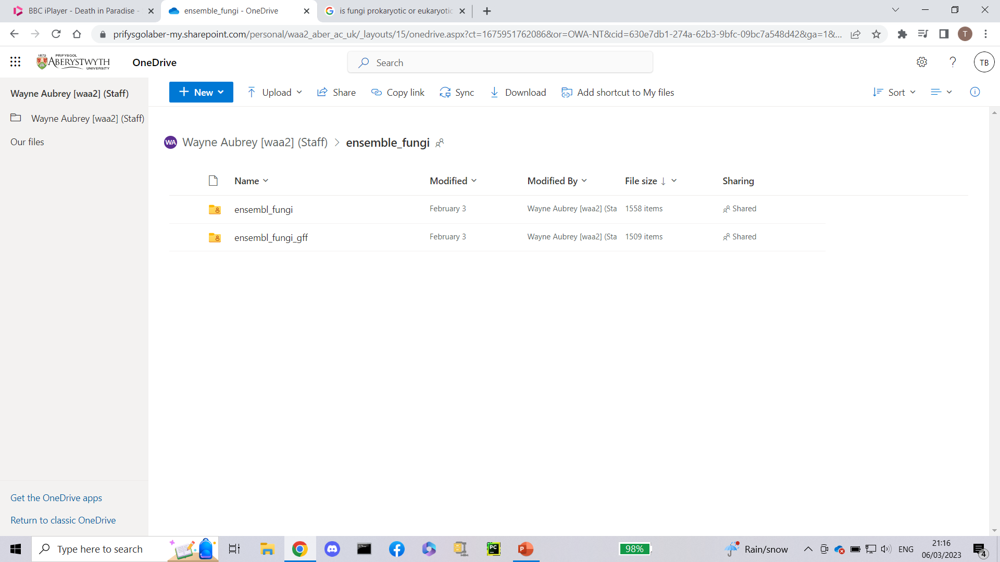 BBC iPlayer - Death in Paradise -
ensemble_fungi - OneDrive
is fungi prokaryotic or eukaryotic
prifysgolaber-my.sharepoint.com/personal/waa2_aber_ac_uk/_layouts/15/onedrive.aspx?ct=1675951762086&or=OWA-NT&cid=630e7db1-274a-62b3-9bfc-09bc7a548d42&ga=1&...
T
1872
PRIFYSGOL
ABERYSTWYTH
UNIVERSITY
OneDrive
Search
TB
Wayne Aubrey [waa2] (Staff)
Wayne Aubrey [waa2] (Staff)
Our files
New
Upload
Share
Copy link
Sync
Download
Add shortcut to My files
Sort
WA Wayne Aubrey [waa2] (Staff) > ensemble_fungi
Name Modified Modified By File size ↓ Sharing
ensembl_fungi February 3 Wayne Aubrey [waa2] (Sta 1558 items Shared
ensembl_fungi_gff February 3 Wayne Aubrey [waa2] (Sta 1509 items Shared
Get the OneDrive apps
Return to classic OneDrive
Type here to search
PC
P
98%
Rain/snow
ENG
21:16
06/03/2023
4